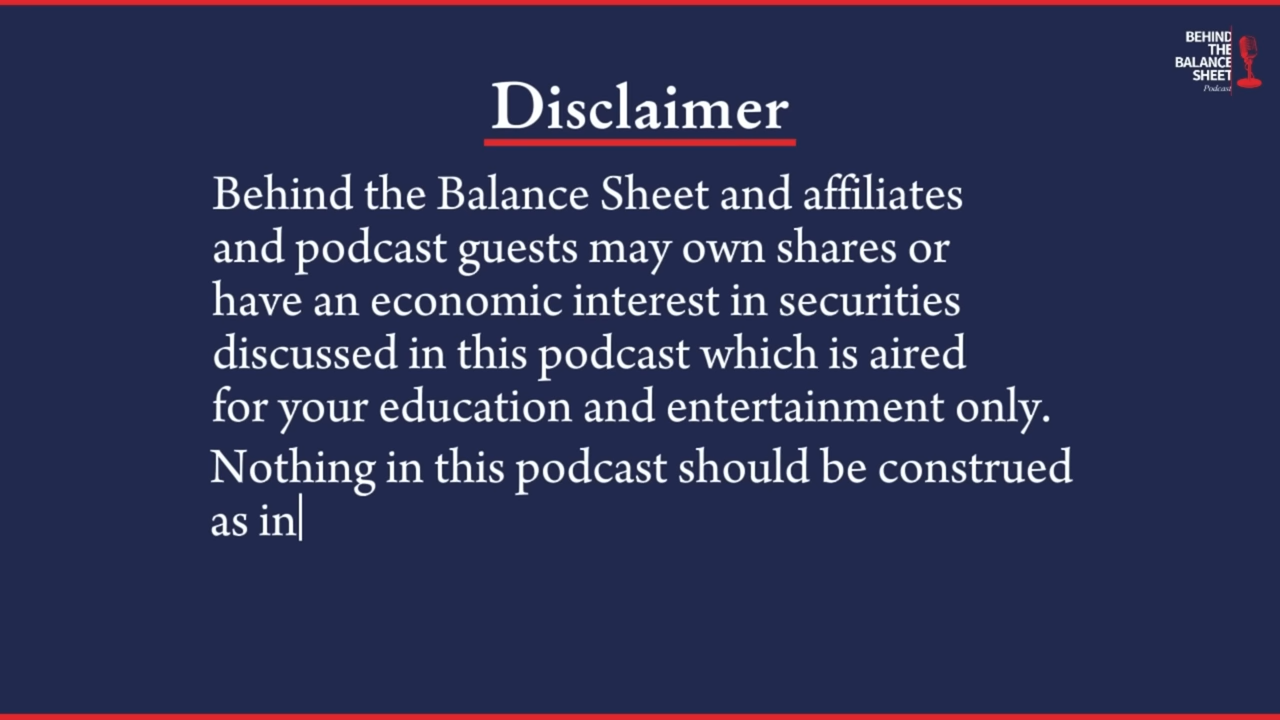 BEHIND
THE
BALANCE
SHEET
Podcast
Disclaimer
Behind the Balance Sheet and affiliates
and podcast guests may own shares or
have an economic interest in securities
discussed in this podcast which is aired
for your education and entertainment only.
Nothing in this podcast should be construed
as in